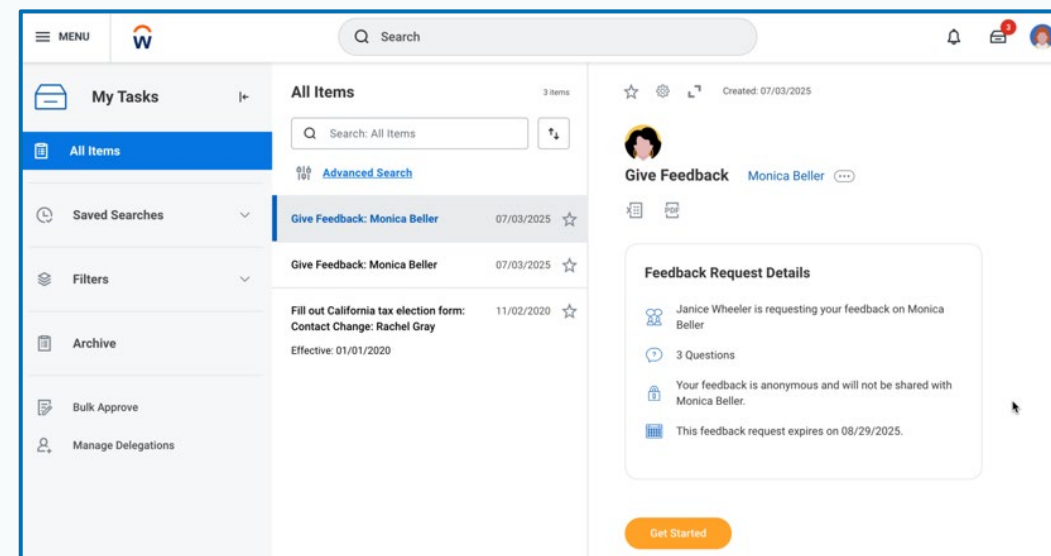 MENU
W
Search
3
My Tasks
All Items
Saved Searches
Filters
Archive
Bulk Approve
Manage Delegations
All Items
3 items
Search: All Items
Advanced Search
Give Feedback: Monica Beller 07/03/2025
Give Feedback: Monica Beller 07/03/2025
Fill out California tax election form: 11/02/2020
Contact Change: Rachel Gray
Effective: 01/01/2020
Created: 07/03/2025
Give Feedback Monica Beller
X PDF
Feedback Request Details
Janice Wheeler is requesting your feedback on Monica
Beller
3 Questions
Your feedback is anonymous and will not be shared with
Monica Beller.
This feedback request expires on 08/29/2025.
Get Started